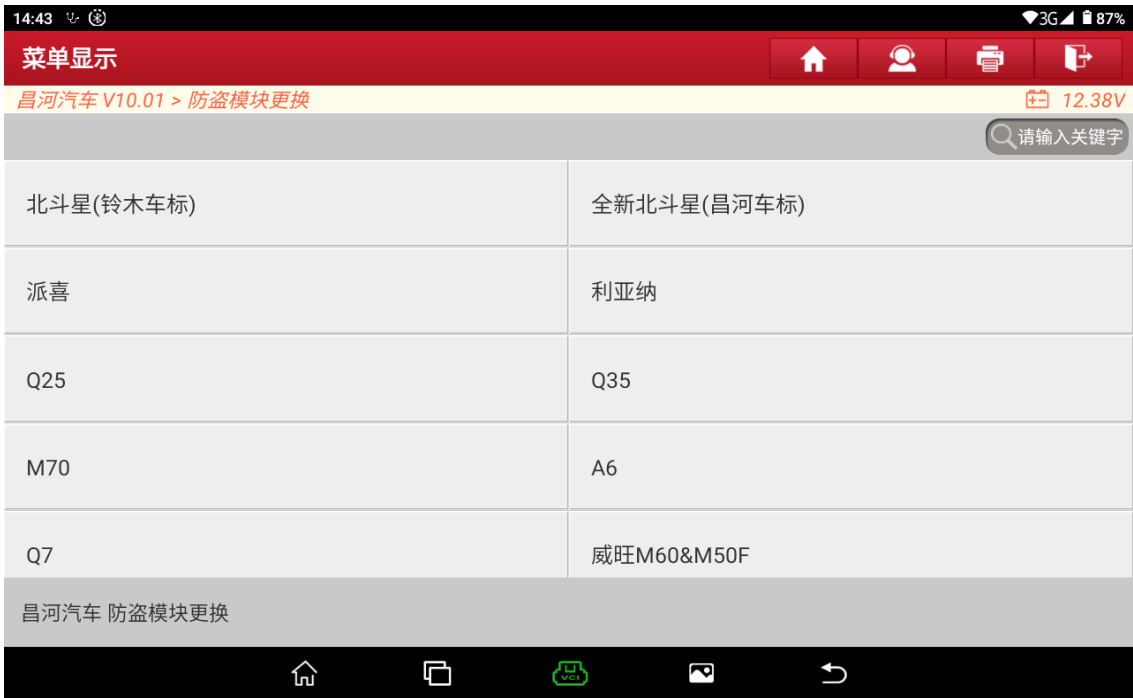 14:43 3G 87%
菜单显示
昌河汽车 V10.01 > 防盗模块更换 12.38V
请输入关键字
北斗星(铃木车标) 全新北斗星(昌河车标)
派喜 利亚纳
Q25 Q35
M70 A6
Q7 威旺M60&M50F
昌河汽车 防盗模块更换
VCI